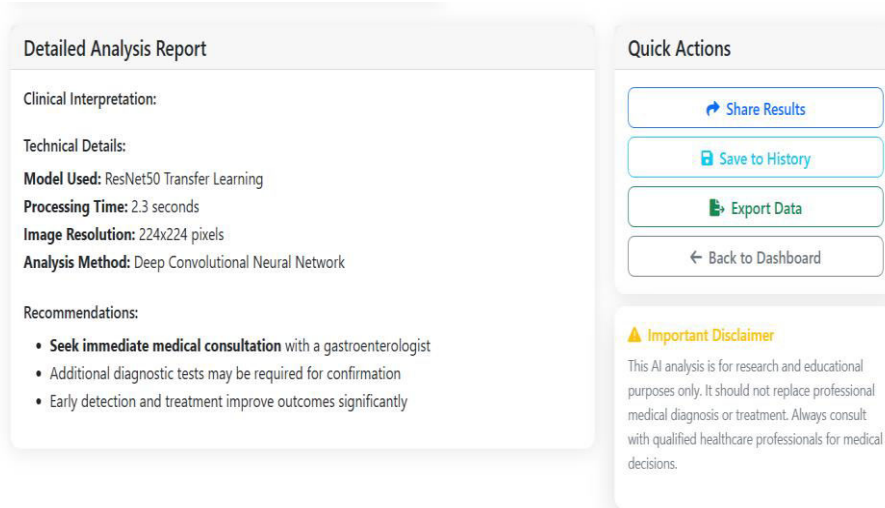 Detailed Analysis Report
Clinical Interpretation:
Technical Details:
Model Used: ResNet50 Transfer Learning
Processing Time: 2.3 seconds
Image Resolution: 224x224 pixels
Analysis Method: Deep Convolutional Neural Network
Recommendations:
• Seek immediate medical consultation with a gastroenterologist
• Additional diagnostic tests may be required for confirmation
• Early detection and treatment improve outcomes significantly
Quick Actions
Share Results
Save to History
Export Data
Back to Dashboard
Important Disclaimer
This AI analysis is for research and educational
purposes only. It should not replace professional
medical diagnosis or treatment. Always consult
with qualified healthcare professionals for medical
decisions.